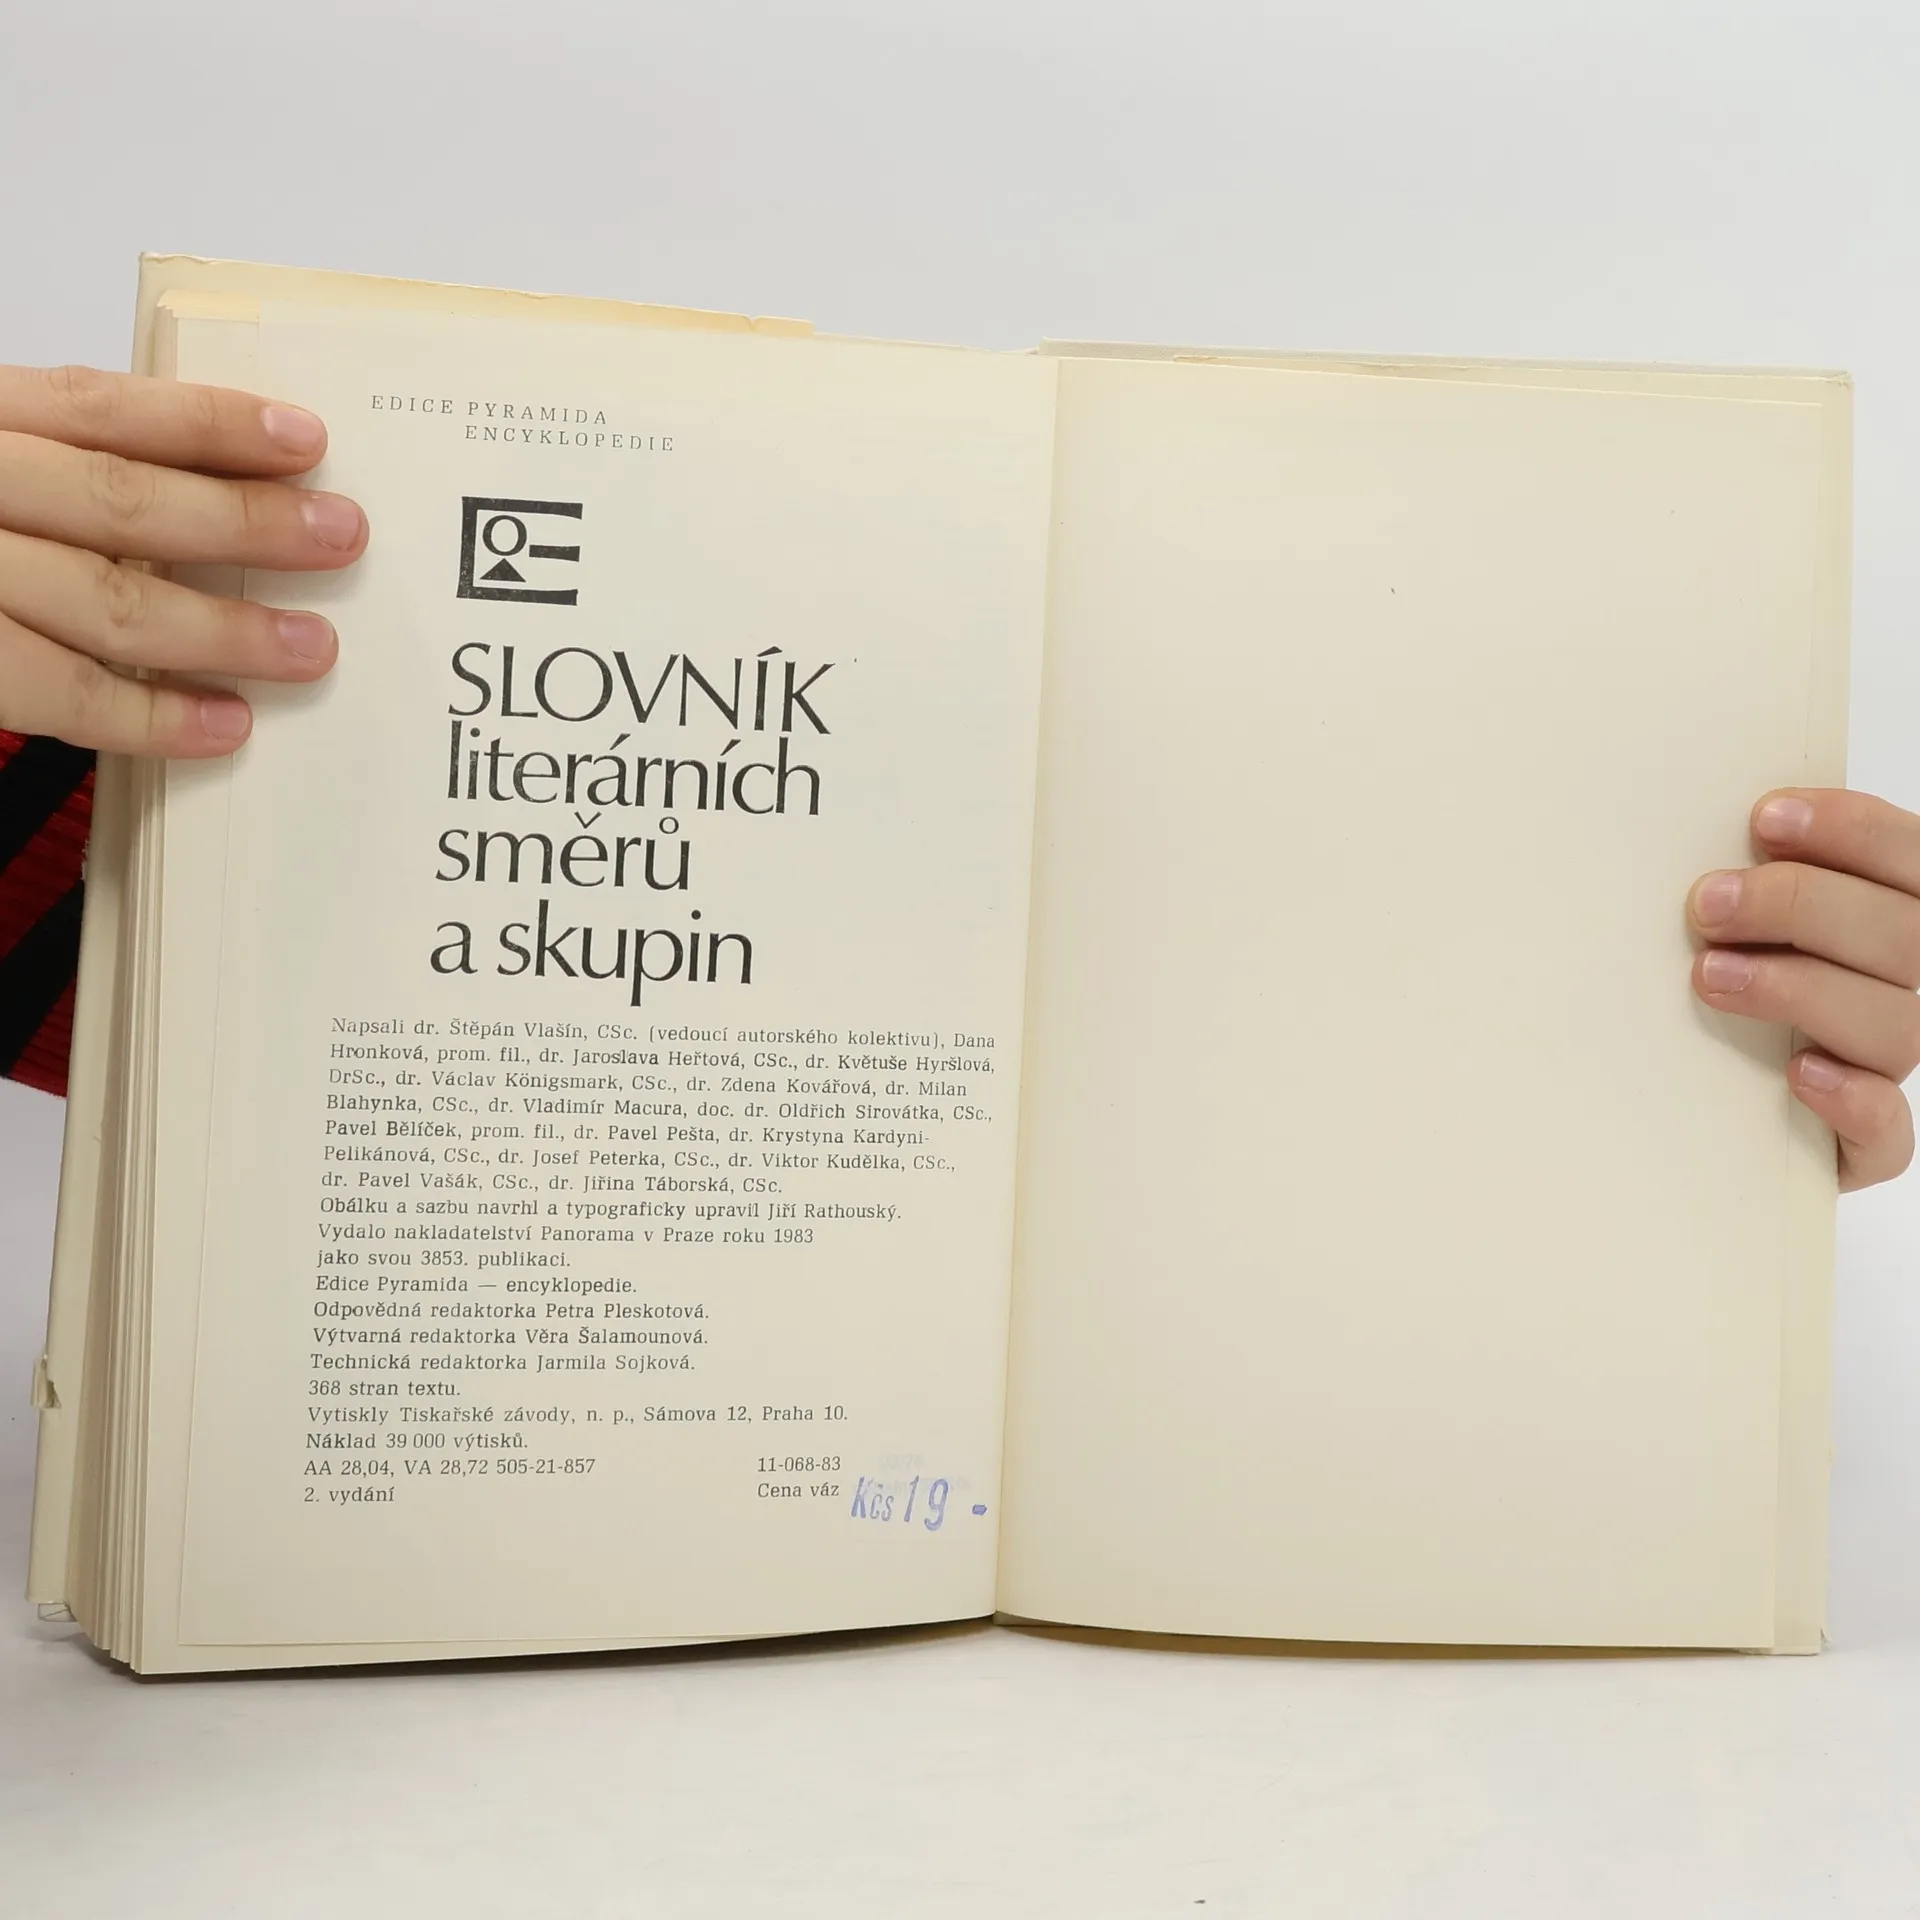 EDICE PYRAMIDA
ENCYKLOPEDIE
SLOVNÍK
literárních
směrů
a skupin
Napsali dr. Štěpán Vlašín, CSc. (vedoucí autorského kolektivu), Dana
Hronková, prom. fil., dr. Jaroslava Heřtová, CSc., dr. Květuše Hyršlová,
DrSc., dr. Václav Königsmark, CSc., dr. Zdena Kovářová, dr. Milan
Blahynka, CSc., dr. Vladimír Macura, doc. dr. Oldřich Sirovátka, CSc.,
Pavel Bělíček, prom. fil., dr. Pavel Pešta, dr. Krystyna Kardyni-
Pelikánová, CSc., dr. Josef Peterka, CSc., dr. Viktor Kudělka, CSc.,
dr. Pavel Vašák, CSc., dr. Jiřina Táborská, CSc.
Obálku a sazbu navrhl a typograficky upravil Jiří Rathouský.
Vydalo nakladatelství Panorama v Praze roku 1983
jako svou 3853. publikaci.
Edice Pyramida — encyklopedie.
Odpovědná redaktorka Petra Pleskotová.
Výtvarná redaktorka Věra Šalamounová.
Technická redaktorka Jarmila Sojková.
368 stran textu.
Vytiskly Tiskařské závody, n. p., Sámova 12, Praha 10.
Náklad 39 000 výtisků.
AA 28,04, VA 28,72 505-21-857 11-068-83
2. vydání Cena váz Kčs 19 -